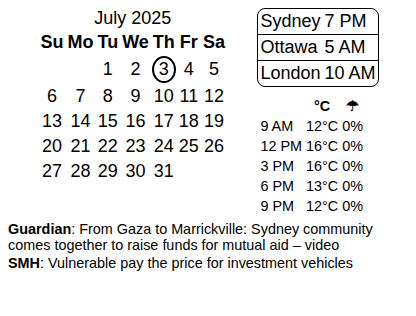 July 2025
Su Mo Tu We Th Fr Sa
1 2 3 4 5
6 7 8 9 10 11 12
13 14 15 16 17 18 19
20 21 22 23 24 25 26
27 28 29 30 31
Sydney 7 PM
Ottawa 5 AM
London 10 AM
°C ☂
9 AM 12°C 0%
12 PM 16°C 0%
3 PM 16°C 0%
6 PM 13°C 0%
9 PM 12°C 0%
Guardian: From Gaza to Marrickville: Sydney community
comes together to raise funds for mutual aid – video
SMH: Vulnerable pay the price for investment vehicles